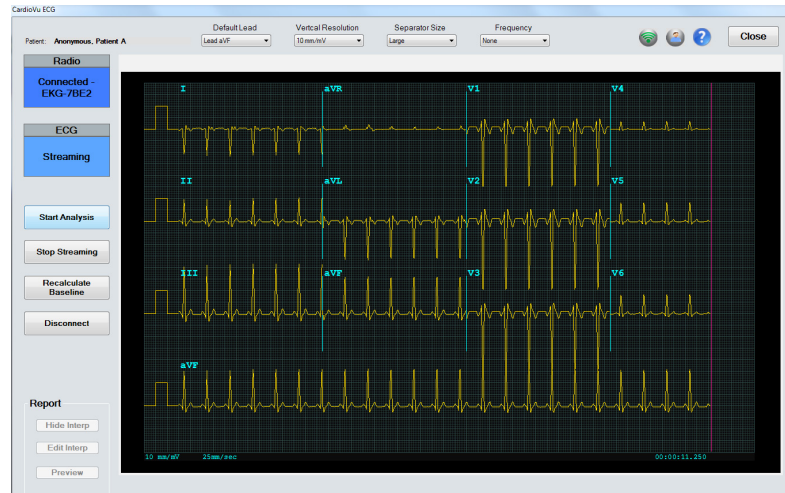 CardioVu ECG
Default Lead Vertcal Resolution Separator Size Frequency
Patient: Anonymous, Patient A Lead aVF 10 mm/mV Large None Close
Radio
Connected -
EKG-7BE2
ECG
Streaming
Start Analysis
Stop Streaming
Recalculate
Baseline
Disconnect
Report
Hide Interp
Edit Interp
Preview
I aVR V1 V4
II aVL V2 V5
III aVF V3 V6
aVF
10 mm/mV 25mm/sec 00:00:11.250